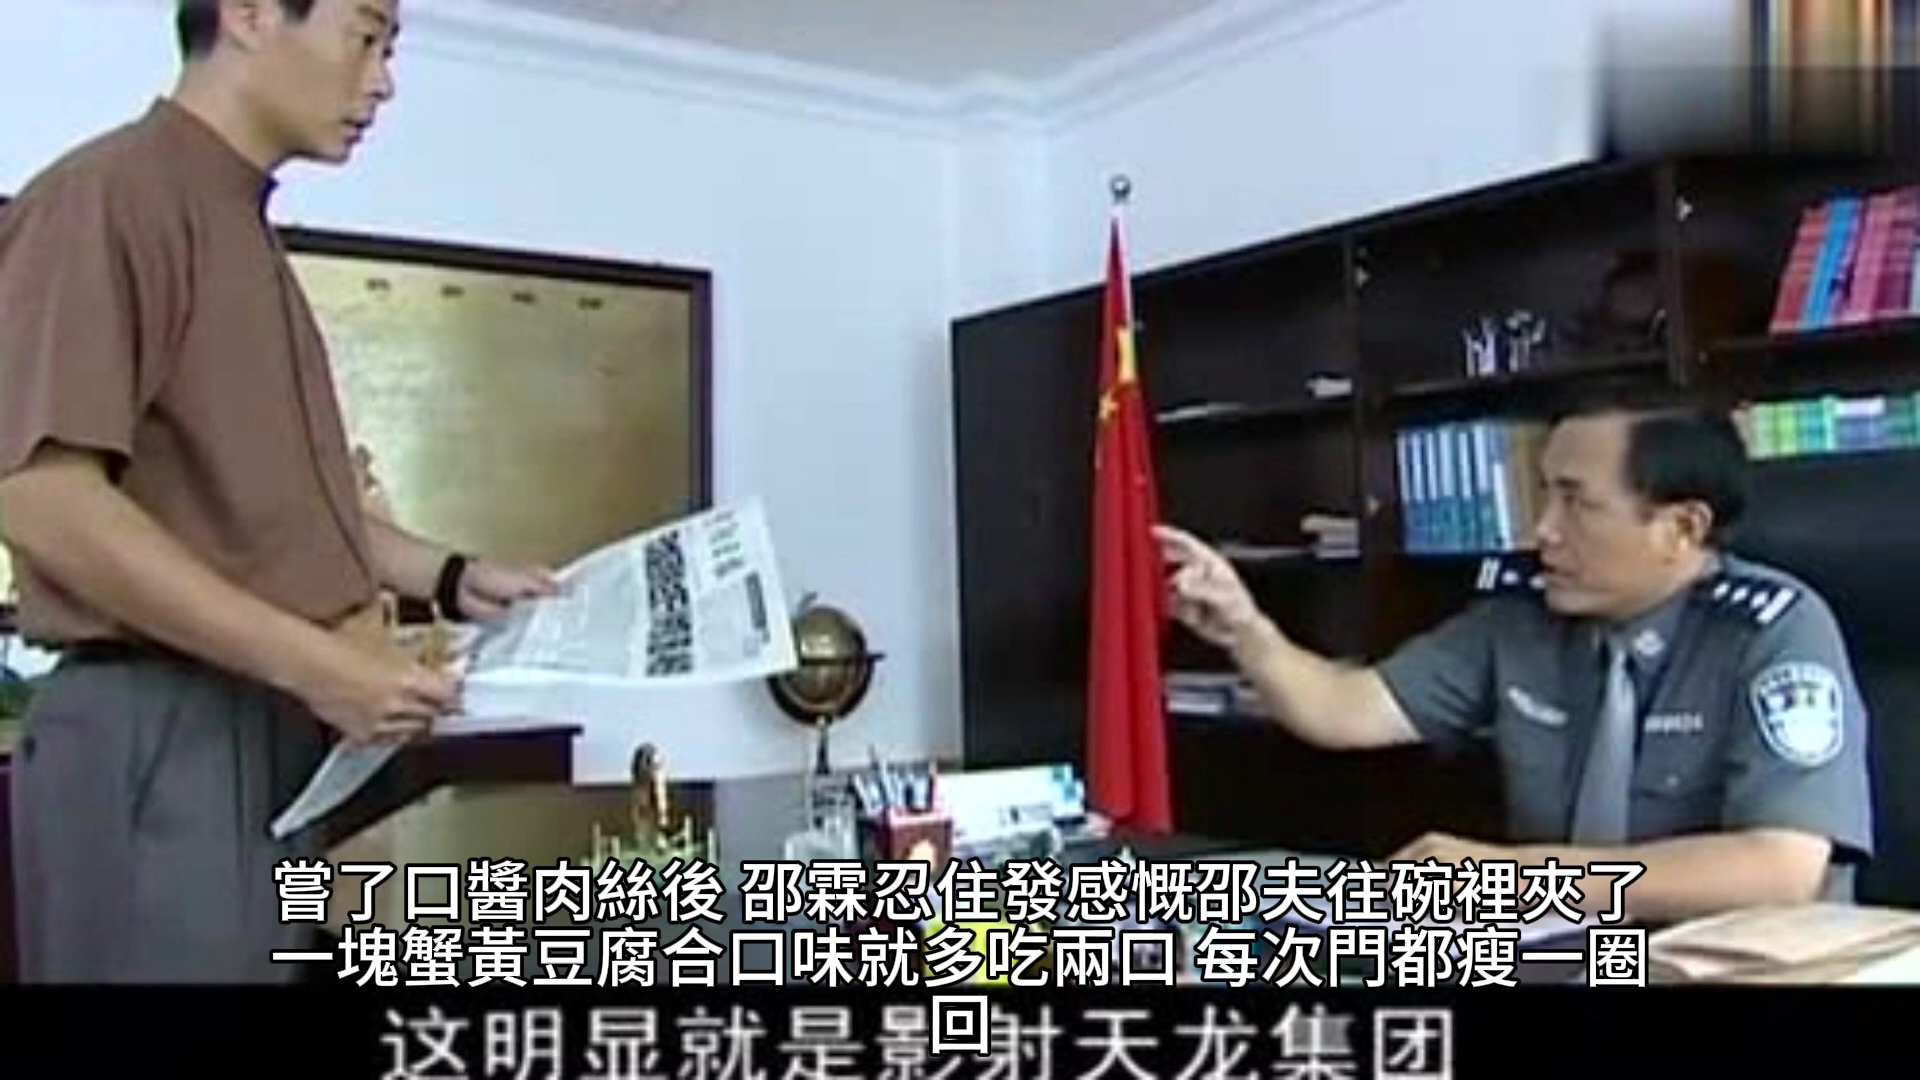 嘗了口醬肉絲後 邵霖忍住發感慨邵夫往碗裡夾了
一塊蟹黃豆腐合口味就多吃兩口 每次門都瘦一圈
回
这明显就是影射天龙集团